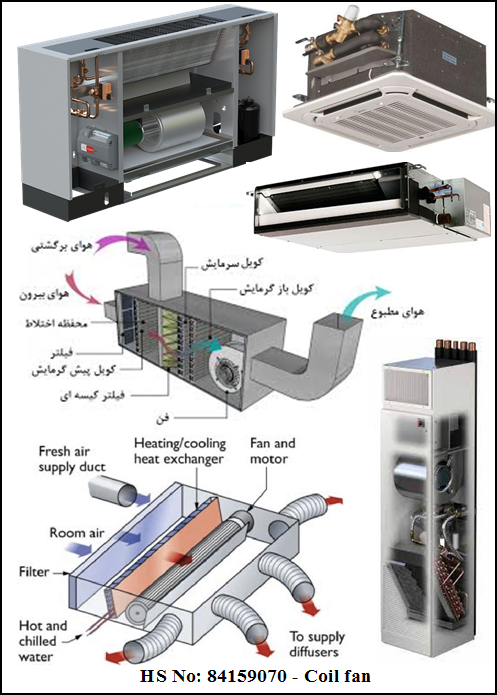 هوای برگشتی
کویل سرمایش
هوای بیرون
کویل باز گرمایش
هوای مطبوع
محفظه اختلاط
فیلتر
کویل پیش گرمایش
فیلتر کیسه ای
فن
Heating/cooling
heat exchanger
Fan and
motor
Fresh air
supply duct
Room air
Filter
Hot and
chilled
water
To supply
diffusers
HS No: 84159070 - Coil fan